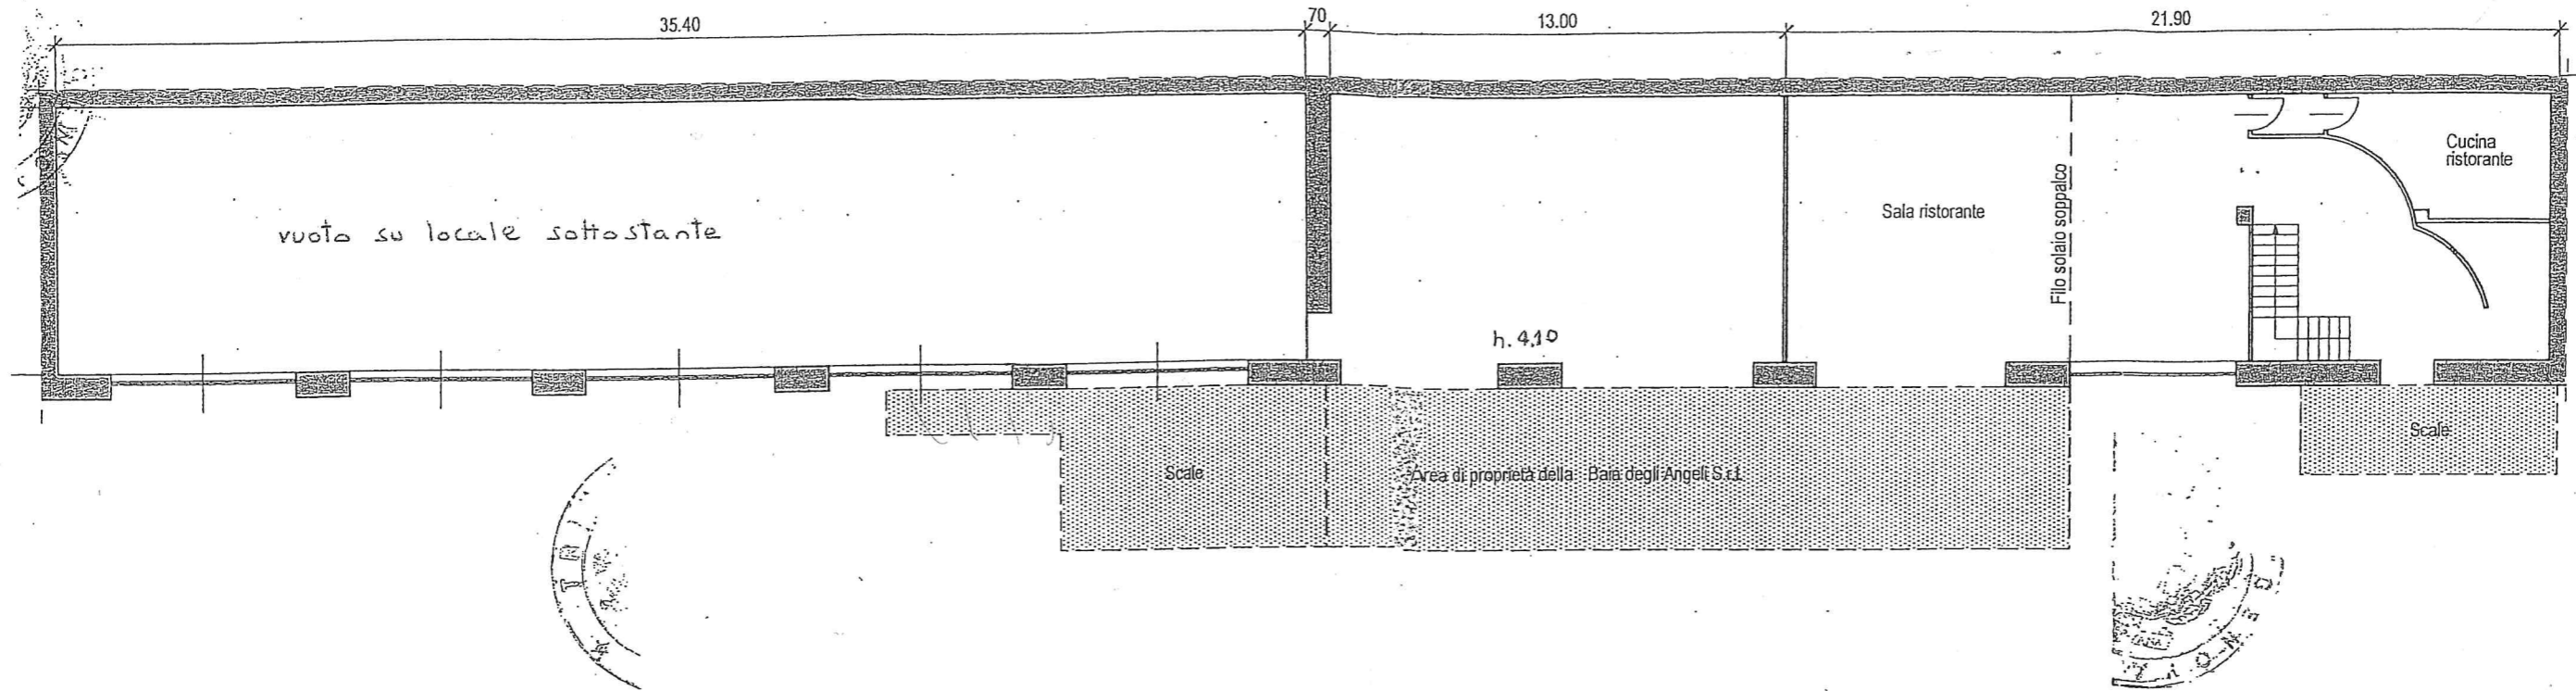 35.40
70
13.00
21.90
Cucina
ristorante
Sala ristorante
Filo solaio soppalco
vuoto su locale sottostante
h. 4.10
Scale
Scale
Area di proprietà della Baia degli Angeli S.r.l.